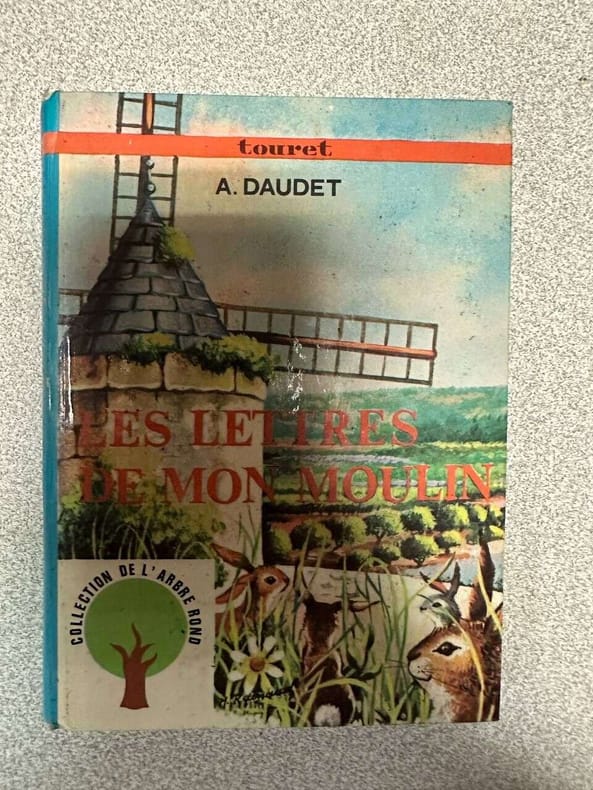 touret
A. DAUDET
LES LETTRES
DE MON MOULIN
COLLECTION DE L'ARBRE ROND